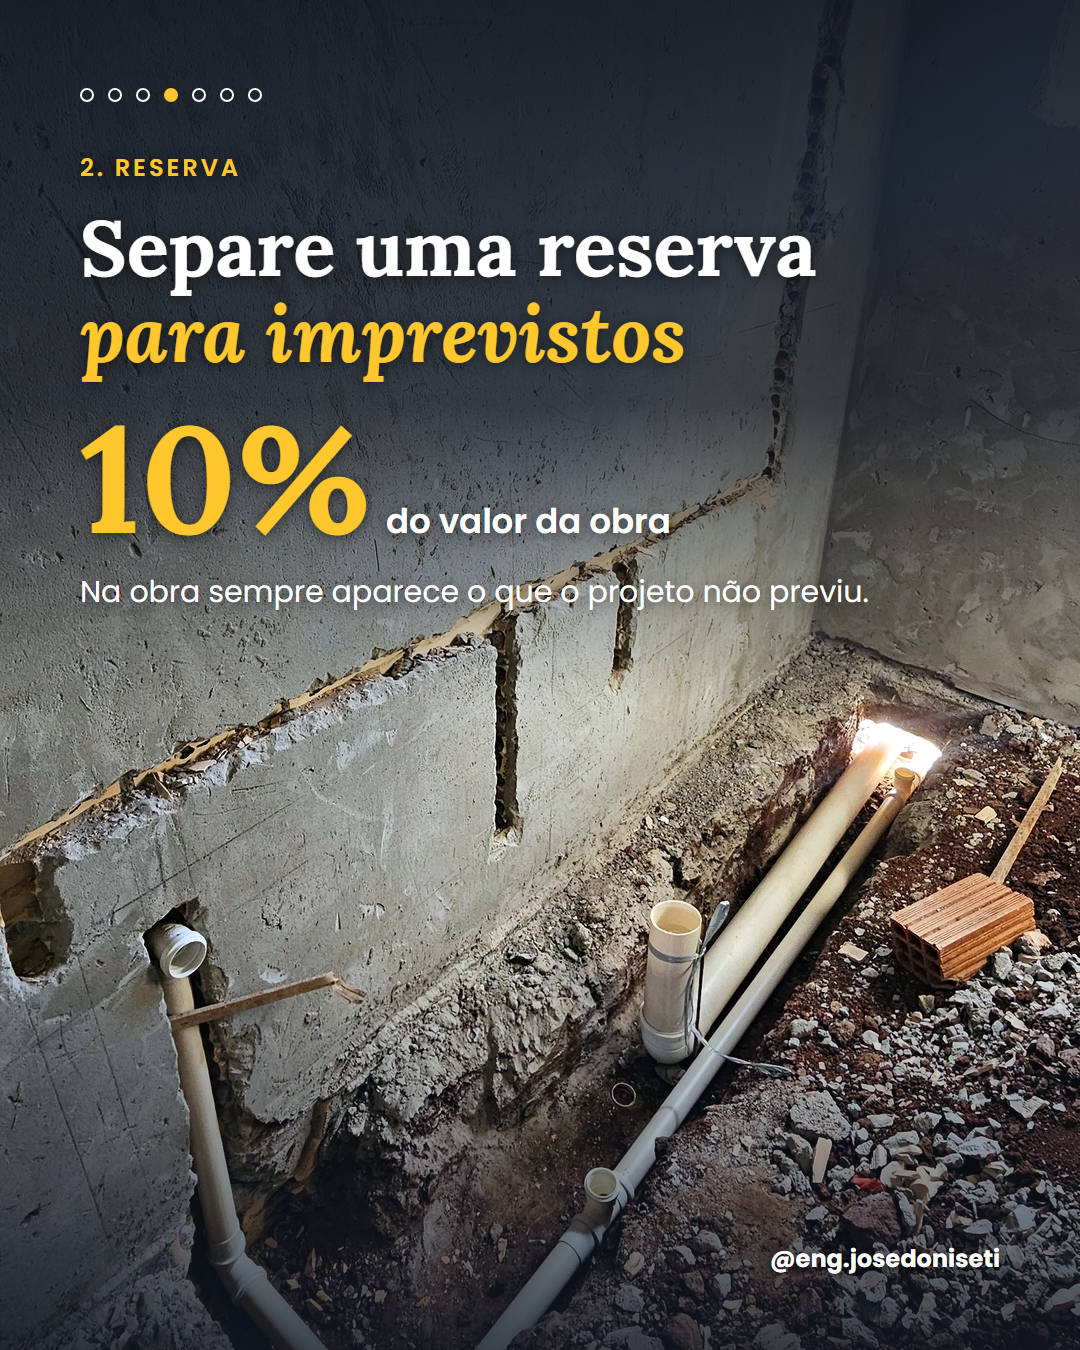 2. RESERVA
Separe uma reserva
para imprevistos
10% do valor da obra
Na obra sempre aparece o que o projeto não previu.
@eng.josedoniseti